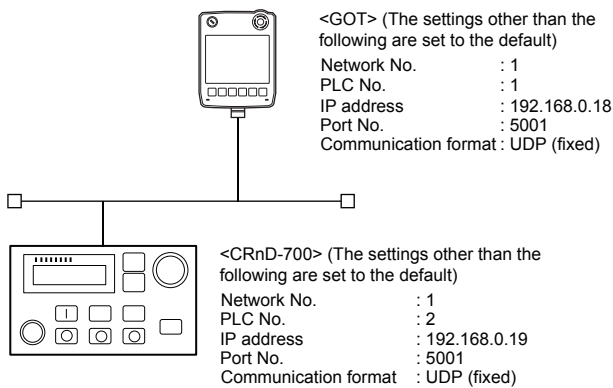 <GOT> (The settings other than the
following are set to the default)
Network No. : 1
PLC No. : 1
IP address : 192.168.0.18
Port No. : 5001
Communication format : UDP (fixed)
<CRnD-700> (The settings other than the
following are set to the default)
Network No. : 1
PLC No. : 2
IP address : 192.168.0.19
Port No. : 5001
Communication format : UDP (fixed)